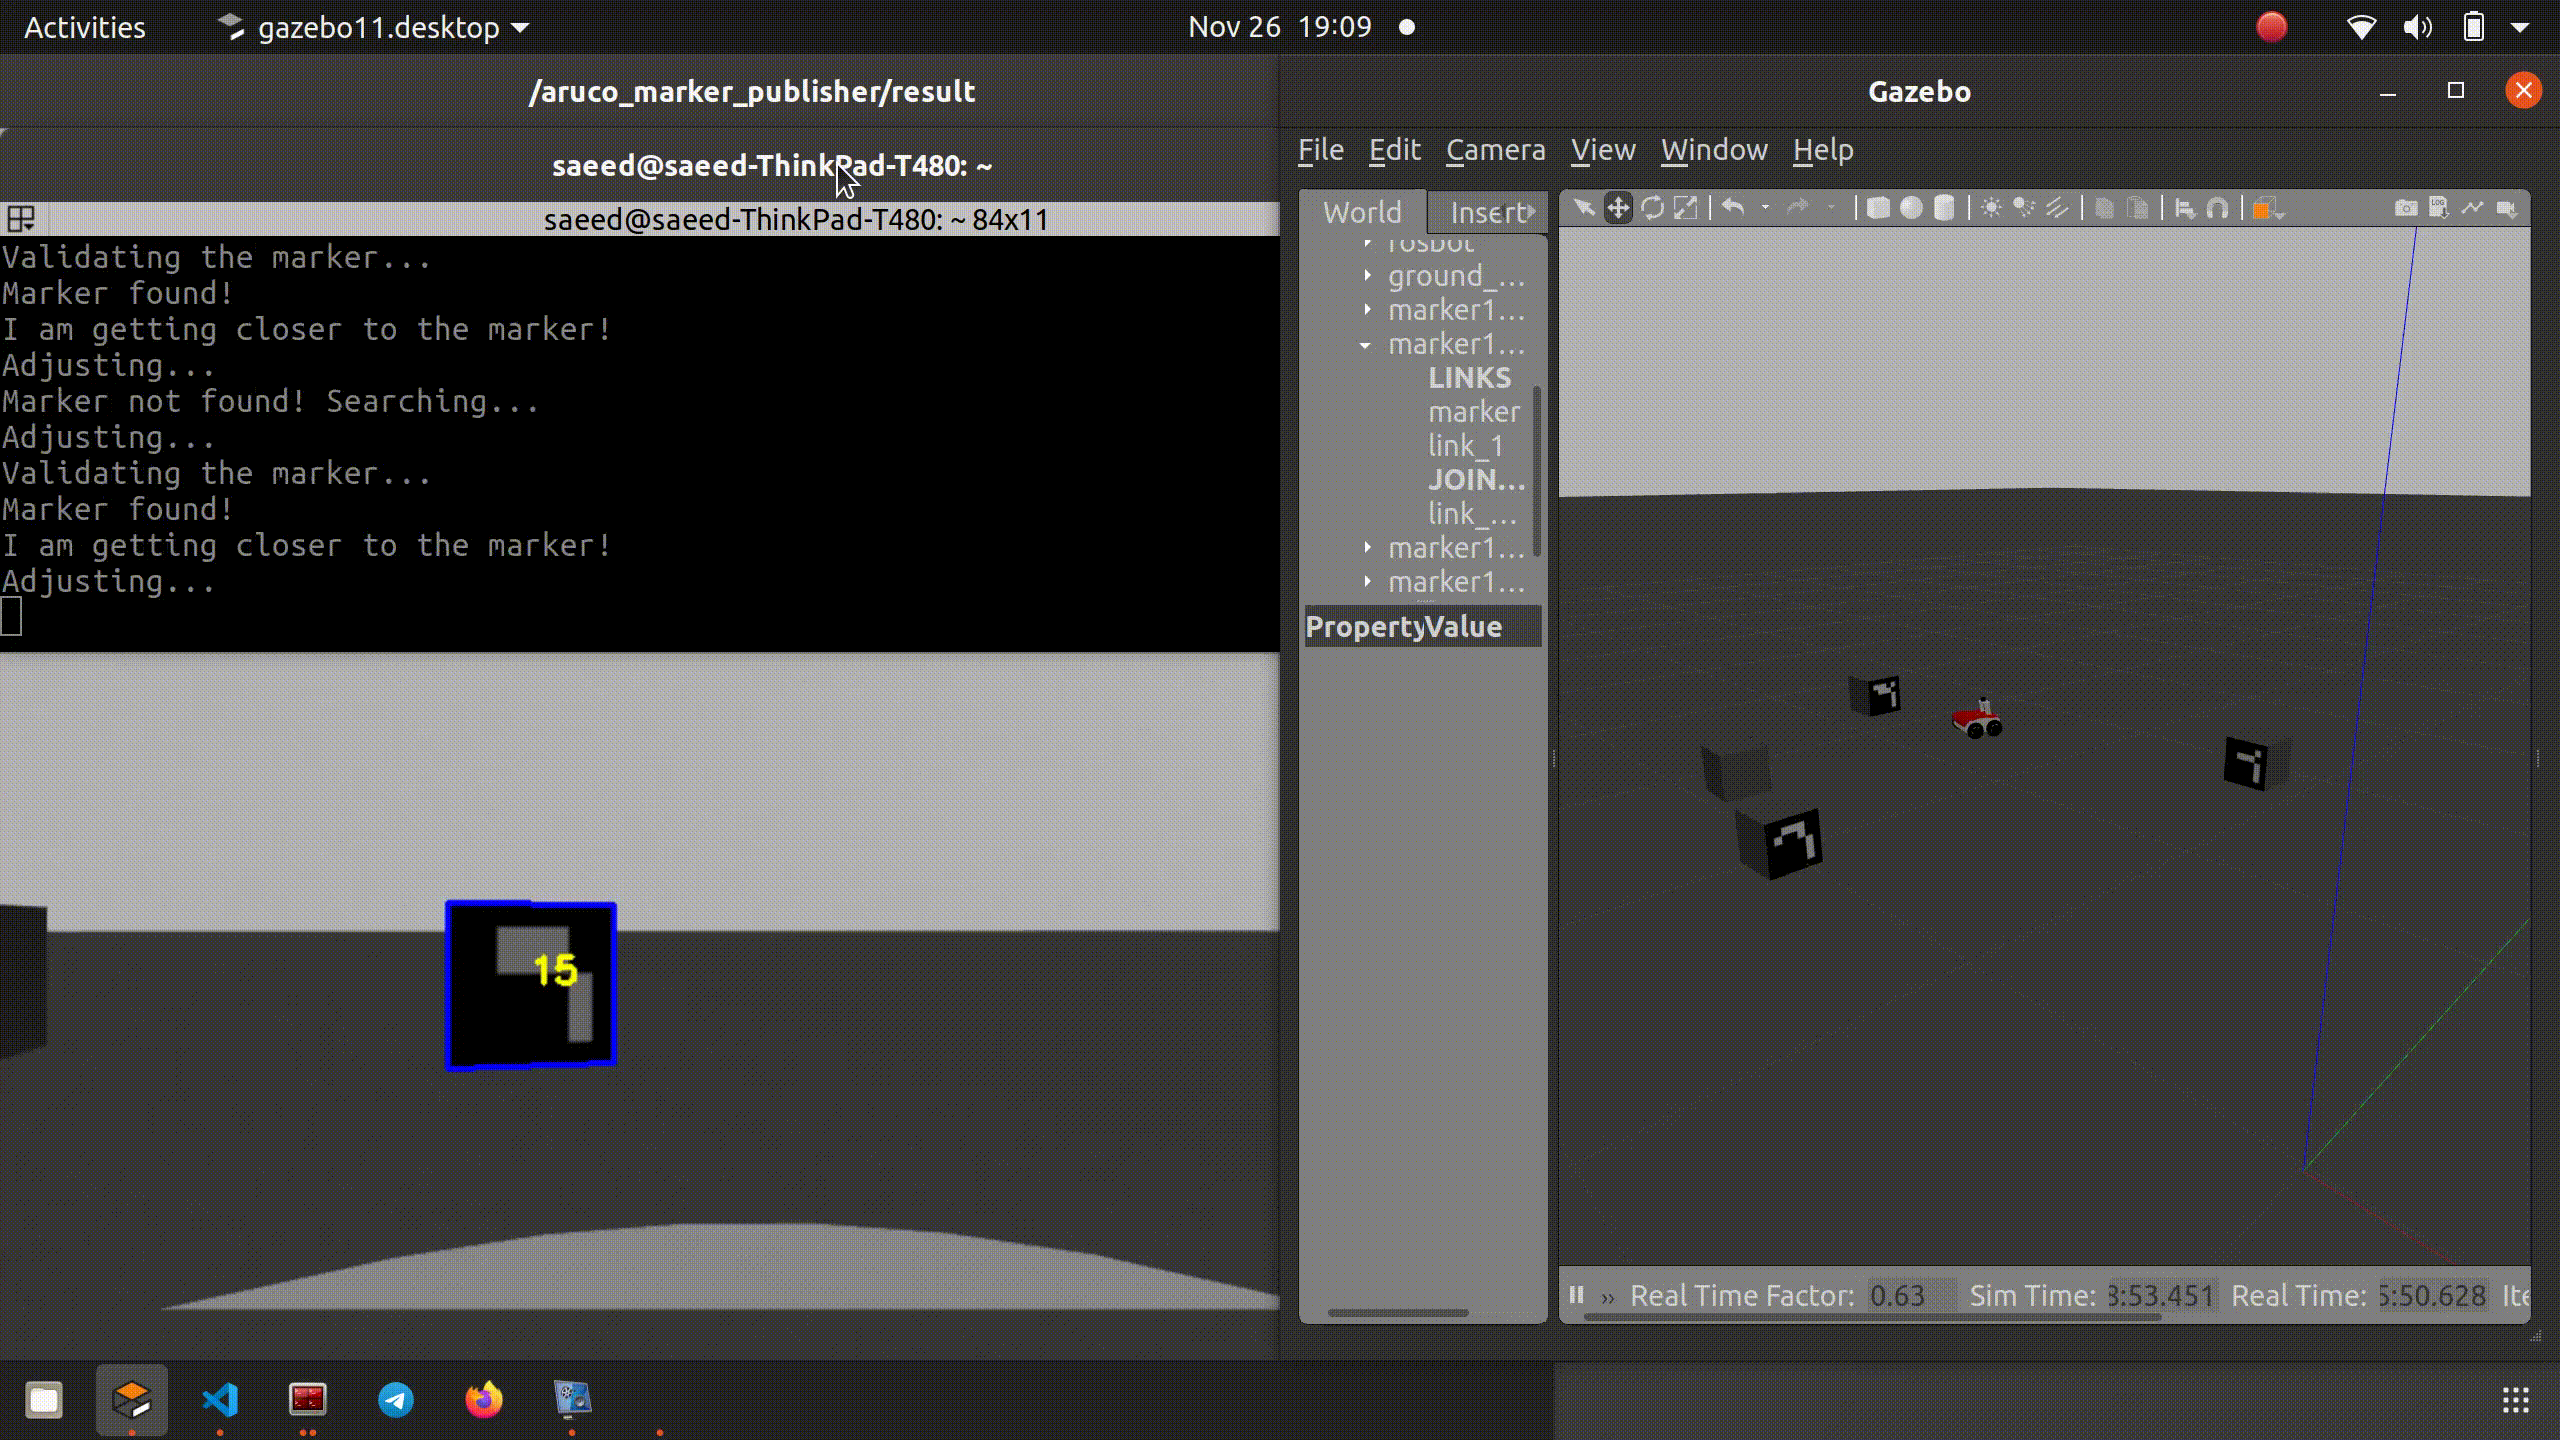 Activities
gazebo11.desktop
Nov 26 19:09
/aruco_marker_publisher/result
saeed@saeed-ThinkPad-T480: ~
saeed@saeed-ThinkPad-T480: ~ 84x11
Validating the marker...
Marker found!
I am getting closer to the marker!
Adjusting...
Marker not found! Searching...
Adjusting...
Validating the marker...
Marker found!
I am getting closer to the marker!
Adjusting...
15
Gazebo
File Edit Camera View Window Help
World Insert
rosbot
ground_...
marker1...
marker1...
LINKS
marker
link_1
JOIN...
link_...
marker1...
marker1...
Property Value
Real Time Factor: 0.63 Sim Time: 3:53.451 Real Time: 5:50.628 Ite